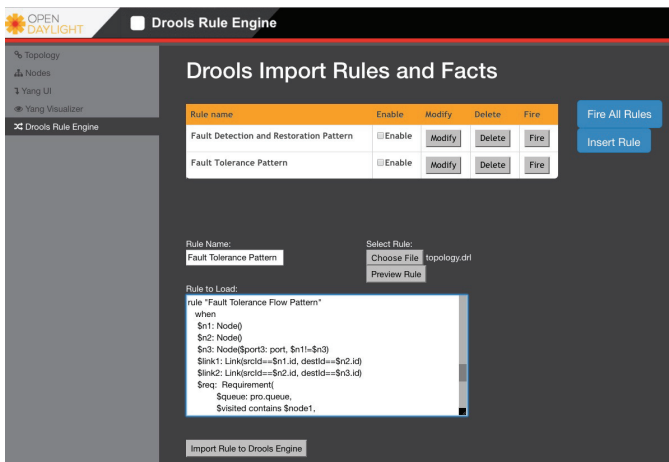 OPEN
DAYLIGHT
Drools Rule Engine
Topology
Nodes
Yang UI
Yang Visualizer
Drools Rule Engine
Drools Import Rules and Facts
Rule name Enable Modify Delete Fire
Fault Detection and Restoration Pattern Enable Modify Delete Fire
Fault Tolerance Pattern Enable Modify Delete Fire
Fire All Rules
Insert Rule
Rule Name:
Fault Tolerance Pattern
Select Rule:
Choose File topology.drl
Preview Rule
Rule to Load:
rule "Fault Tolerance Flow Pattern"
when
$n1: Node()
$n2: Node()
$n3: Node($port3: port, $n1!=$n3)
$link1: Link(srcId==$n1.id, destId==$n2.id)
$link2: Link(srcId==$n2.id, destId==$n3.id)
$req: Requirement(
$queue: pro.queue,
$visited contains $node1,
Import Rule to Drools Engine